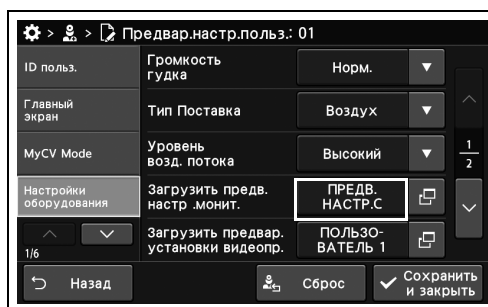 > > Предвар.настр.польз.: 01
ID польз.
Главный
экран
MyCV Mode
Настройки
оборудования
1/6
Громкость
гудка
Норм.
Тип Поставка
Воздух
Уровень
возд. потока
Высокий
Загрузить предв.
настр .монит.
ПРЕДВ.
НАСТР.C
Загрузить предвар.
установки видеопр.
ПОЛЬЗО-
ВАТЕЛЬ 1
1
2
Назад
Сброс
Сохранить
и закрыть